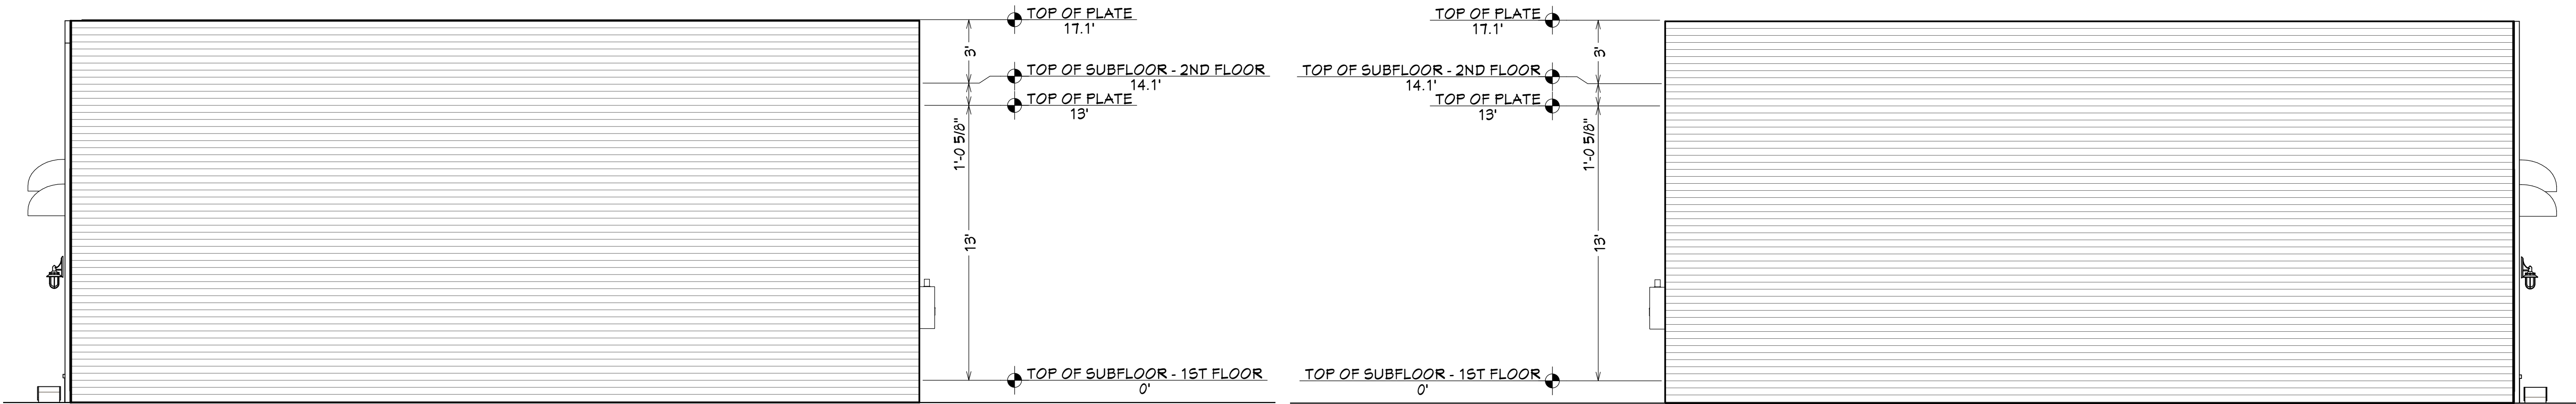 TOP OF PLATE
17.1'
3'
TOP OF SUBFLOOR - 2ND FLOOR
14.1'
TOP OF PLATE
13'
1'-0 5/8"
13'
TOP OF SUBFLOOR - 1ST FLOOR
0'
TOP OF PLATE
17.1'
3'
TOP OF SUBFLOOR - 2ND FLOOR
14.1'
TOP OF PLATE
13'
1'-0 5/8"
13'
TOP OF SUBFLOOR - 1ST FLOOR
0'